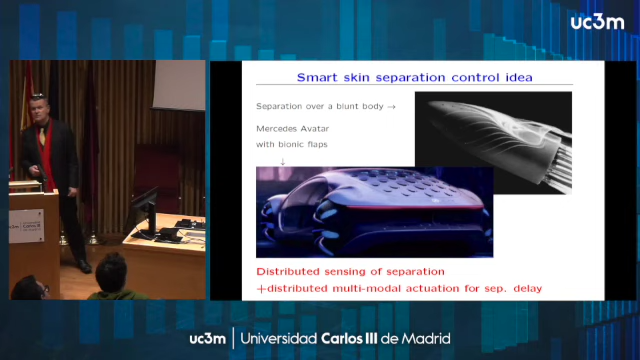 uc3m
Smart skin separation control idea
Separation over a blunt body →
Mercedes Avatar
with bionic flaps
↓
Distributed sensing of separation
+distributed multi-modal actuation for sep. delay
uc3m | Universidad Carlos III de Madrid